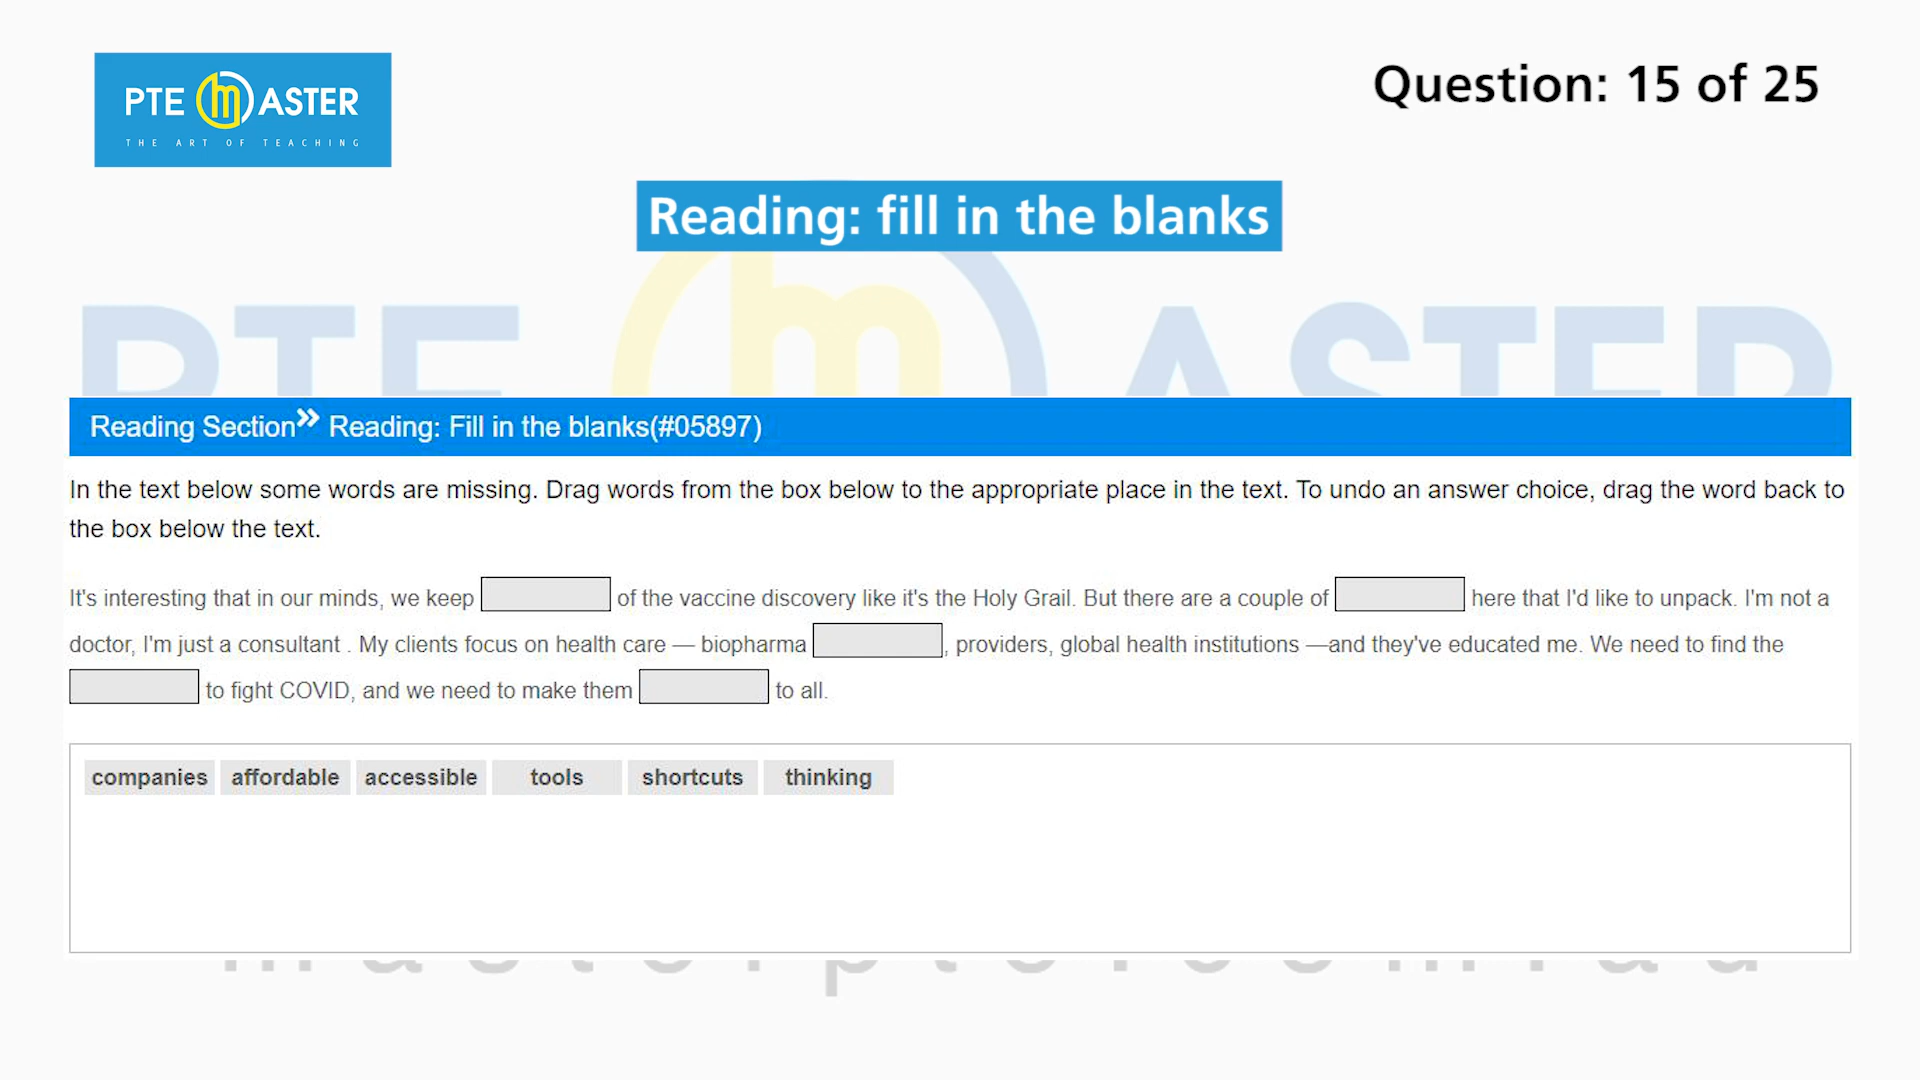 PTE MASTER
THE ART OF TEACHING
Question: 15 of 25
Reading: fill in the blanks
PTE MASTER
Reading Section» Reading: Fill in the blanks(#05897)
In the text below some words are missing. Drag words from the box below to the appropriate place in the text. To undo an answer choice, drag the word back to
the box below the text.
It's interesting that in our minds, we keep of the vaccine discovery like it's the Holy Grail. But there are a couple of here that I'd like to unpack. I'm not a
doctor, I'm just a consultant . My clients focus on health care — biopharma , providers, global health institutions —and they've educated me. We need to find the
to fight COVID, and we need to make them to all.
companies affordable accessible tools shortcuts thinking